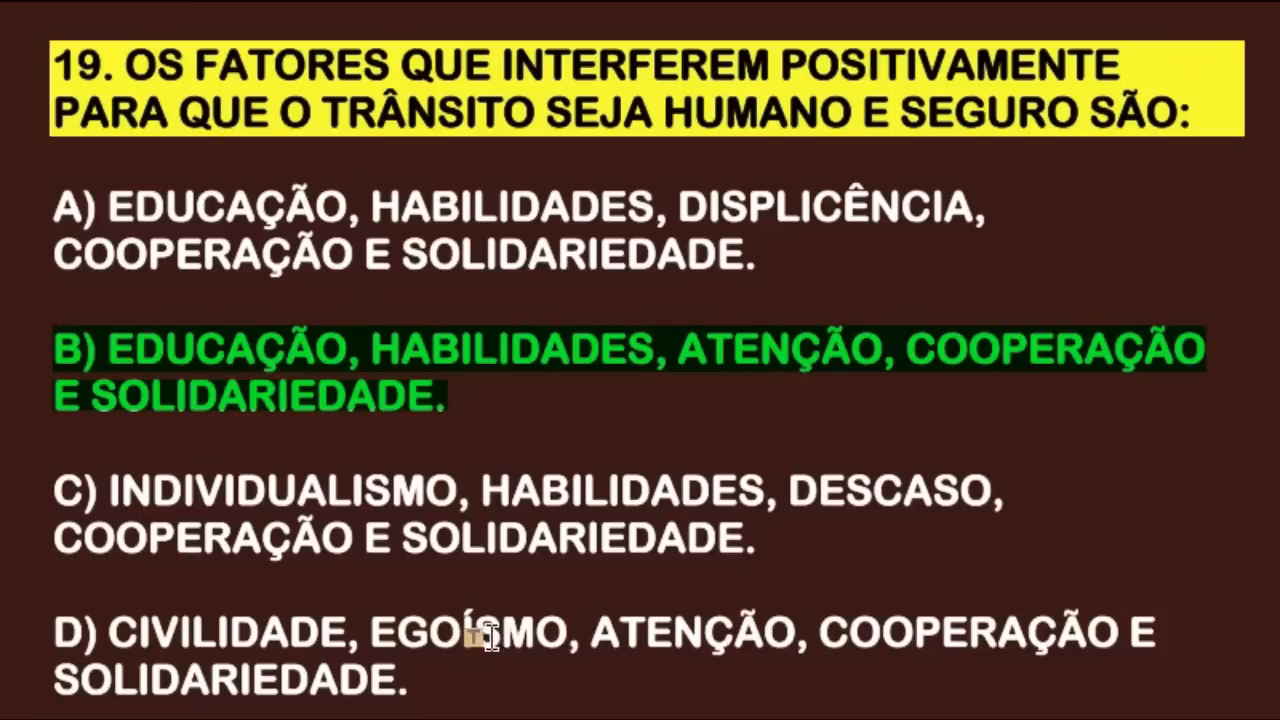 19. OS FATORES QUE INTERFEREM POSITIVAMENTE
PARA QUE O TRÂNSITO SEJA HUMANO E SEGURO SÃO:
A) EDUCAÇÃO, HABILIDADES, DISPLICÊNCIA,
COOPERAÇÃO E SOLIDARIEDADE.
B) EDUCAÇÃO, HABILIDADES, ATENÇÃO, COOPERAÇÃO
E SOLIDARIEDADE.
C) INDIVIDUALISMO, HABILIDADES, DESCASO,
COOPERAÇÃO E SOLIDARIEDADE.
D) CIVILIDADE, EGOÍSMO, ATENÇÃO, COOPERAÇÃO E
SOLIDARIEDADE.